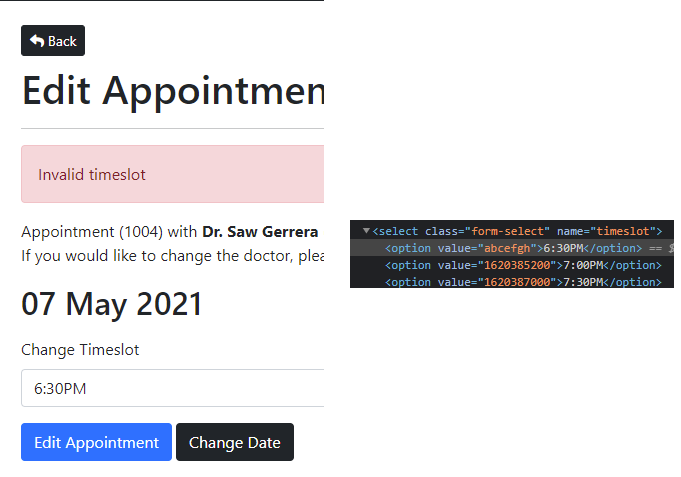 Back
Edit Appointmen
Invalid timeslot
Appointment (1004) with Dr. Saw Gerrera
If you would like to change the doctor, plea
07 May 2021
Change Timeslot
6:30PM
Edit Appointment Change Date
<select class="form-select" name="timeslot">
<option value="abcefgh">6:30PM</option> == $
<option value="1620385200">7:00PM</option>
<option value="1620387000">7:30PM</option>